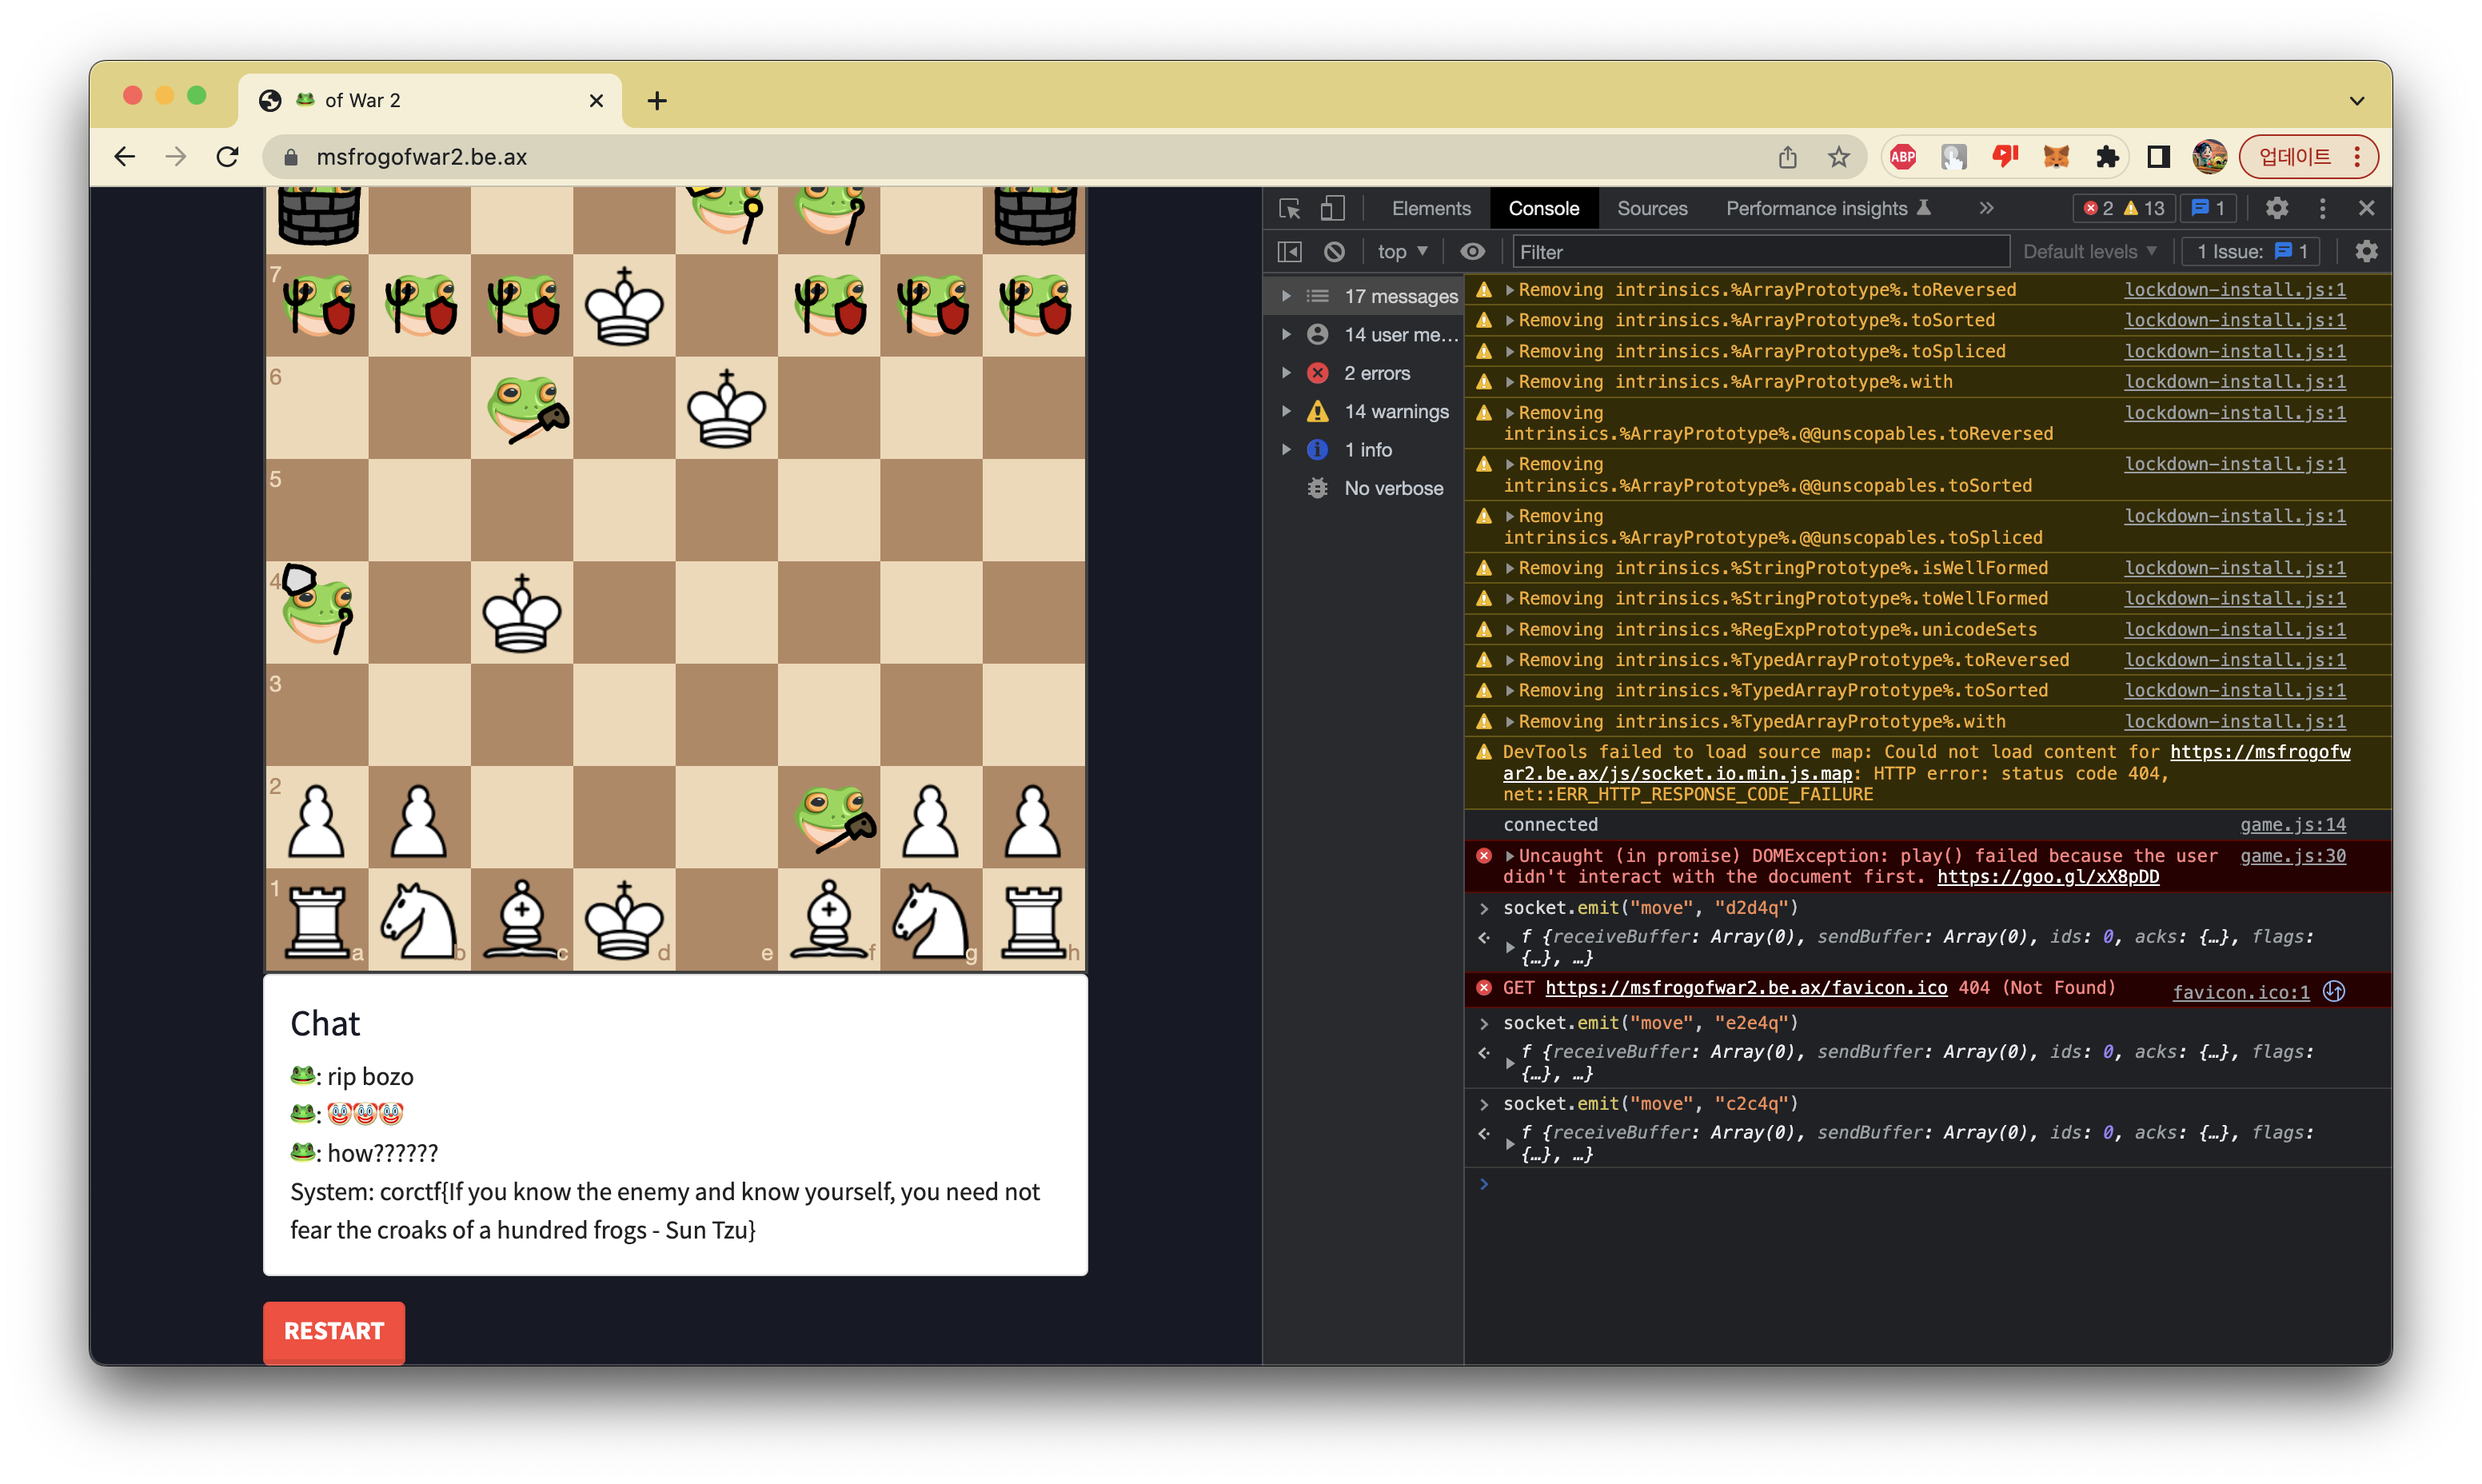 🐸 of War 2
msfrogofwar2.be.ax
ABP
업데이트
7
6
5
4
3
2
1
a
b
c
d
e
f
g
h
Chat
🐸: rip bozo
🐸: 🤡🤡🤡
🐸: how??????
System: corctf{If you know the enemy and know yourself, you need not
fear the croaks of a hundred frogs - Sun Tzu}
RESTART
Elements Console Sources Performance insights » 2 13 1
top Filter Default levels 1 Issue: 1
17 messages
14 user me…
2 errors
14 warnings
1 info
No verbose
Removing intrinsics.%ArrayPrototype%.toReversed lockdown-install.js:1
Removing intrinsics.%ArrayPrototype%.toSorted lockdown-install.js:1
Removing intrinsics.%ArrayPrototype%.toSpliced lockdown-install.js:1
Removing intrinsics.%ArrayPrototype%.with lockdown-install.js:1
Removing lockdown-install.js:1
intrinsics.%ArrayPrototype%.@@unscopables.toReversed
Removing lockdown-install.js:1
intrinsics.%ArrayPrototype%.@@unscopables.toSorted
Removing lockdown-install.js:1
intrinsics.%ArrayPrototype%.@@unscopables.toSpliced
Removing intrinsics.%StringPrototype%.isWellFormed lockdown-install.js:1
Removing intrinsics.%StringPrototype%.toWellFormed lockdown-install.js:1
Removing intrinsics.%RegExpPrototype%.unicodeSets lockdown-install.js:1
Removing intrinsics.%TypedArrayPrototype%.toReversed lockdown-install.js:1
Removing intrinsics.%TypedArrayPrototype%.toSorted lockdown-install.js:1
Removing intrinsics.%TypedArrayPrototype%.with lockdown-install.js:1
DevTools failed to load source map: Could not load content for https://msfrogofw
ar2.be.ax/js/socket.io.min.js.map: HTTP error: status code 404,
net::ERR_HTTP_RESPONSE_CODE_FAILURE
connected game.js:14
Uncaught (in promise) DOMException: play() failed because the user game.js:30
didn't interact with the document first. https://goo.gl/xX8pDD
> socket.emit("move", "d2d4q")
f {receiveBuffer: Array(0), sendBuffer: Array(0), ids: 0, acks: {…}, flags:
{…}, …}
GET https://msfrogofwar2.be.ax/favicon.ico 404 (Not Found) favicon.ico:1
> socket.emit("move", "e2e4q")
f {receiveBuffer: Array(0), sendBuffer: Array(0), ids: 0, acks: {…}, flags:
{…}, …}
> socket.emit("move", "c2c4q")
f {receiveBuffer: Array(0), sendBuffer: Array(0), ids: 0, acks: {…}, flags:
{…}, …}
>